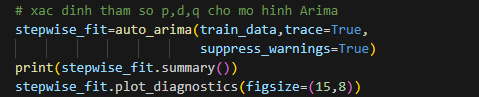 # xac dinh tham so p,d,q cho mo hinh Arima
stepwise_fit=auto_arima(train_data,trace=True,
suppress_warnings=True)
print(stepwise_fit.summary())
stepwise_fit.plot_diagnostics(figsize=(15,8))